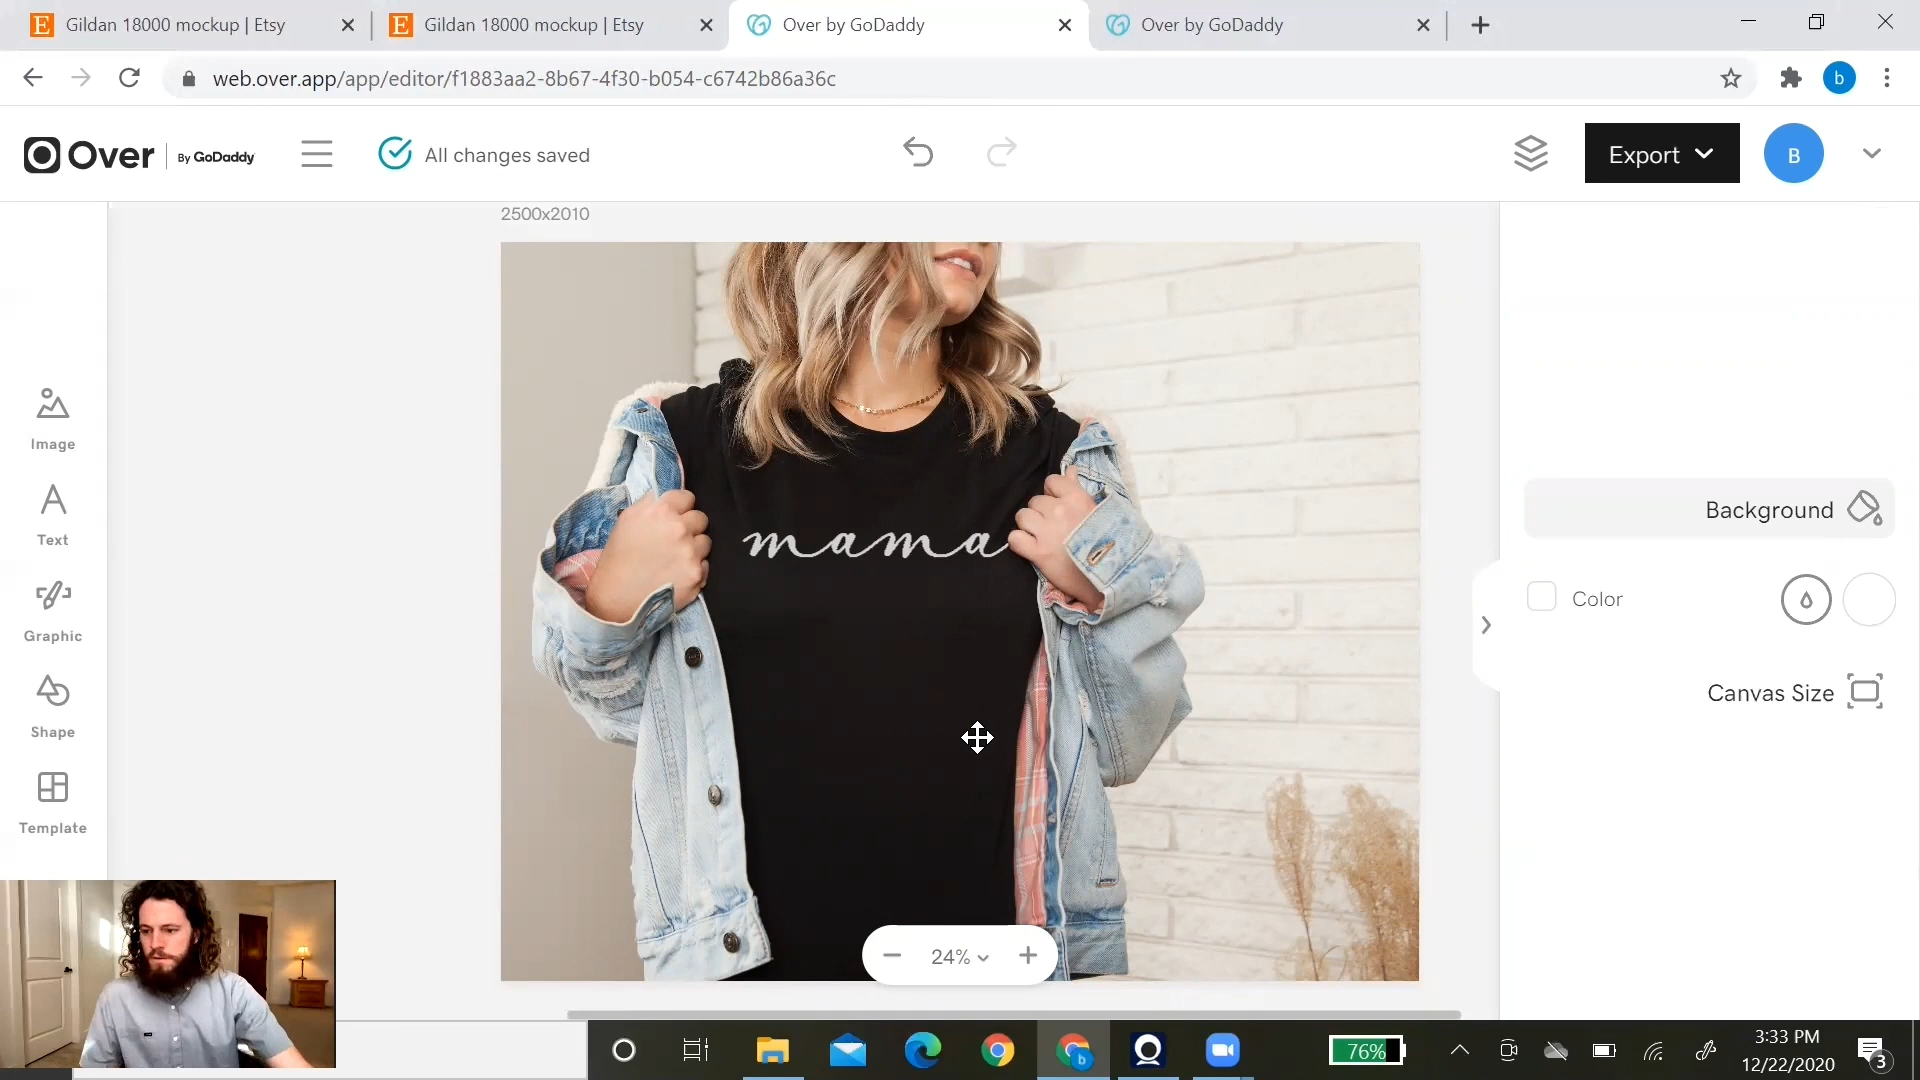 Gildan 18000 mockup | Etsy
Gildan 18000 mockup | Etsy
Over by GoDaddy
Over by GoDaddy
web.over.app/app/editor/f1883aa2-8b67-4f30-b054-c6742b86a36c
b
Over By GoDaddy
All changes saved
Export
B
2500x2010
Image
Text
Graphic
Shape
Template
mama
Background
Color
Canvas Size
24%
76%
3:33 PM
12/22/2020
3